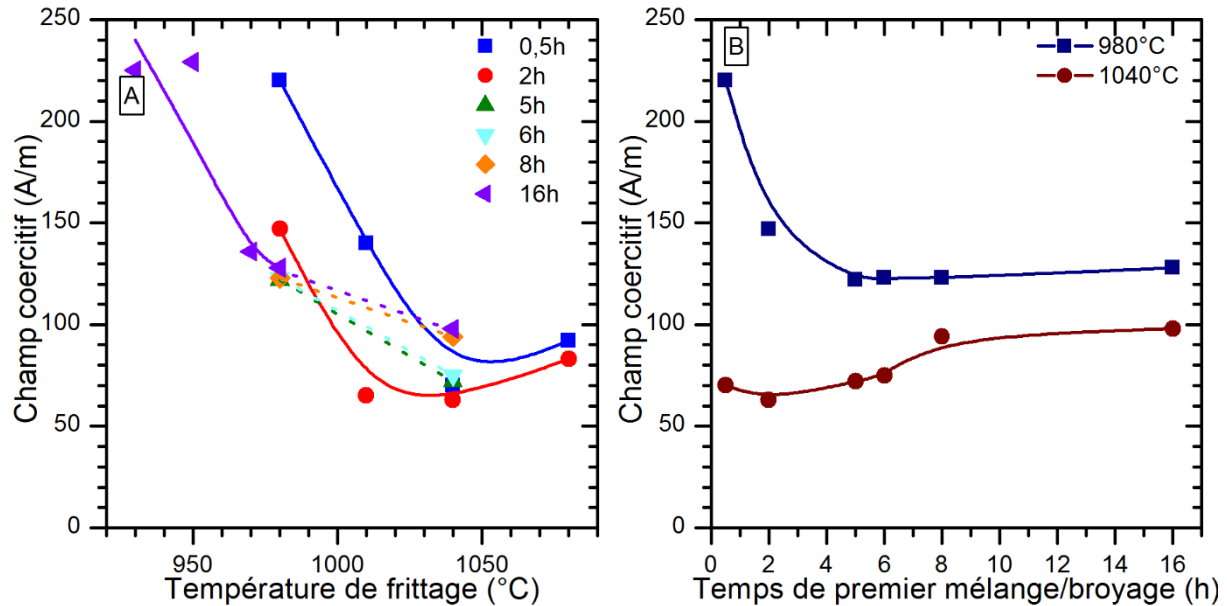 A
Champ coercitif (A/m)
250
200
150
100
50
0
950
1000
1050
Température de frittage (°C)
0,5h
2h
5h
6h
8h
16h
B
Champ coercitif (A/m)
250
200
150
100
50
0
0
2
4
6
8
10
12
14
16
Temps de premier mélange/broyage (h)
980°C
1040°C